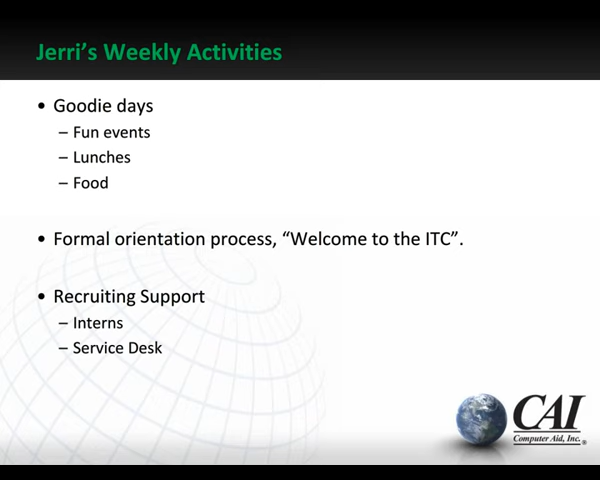 Jerri’s Weekly Activities
• Goodie days
– Fun events
– Lunches
– Food
• Formal orientation process, “Welcome to the ITC”.
• Recruiting Support
– Interns
– Service Desk
CAI
Computer Aid, Inc.®